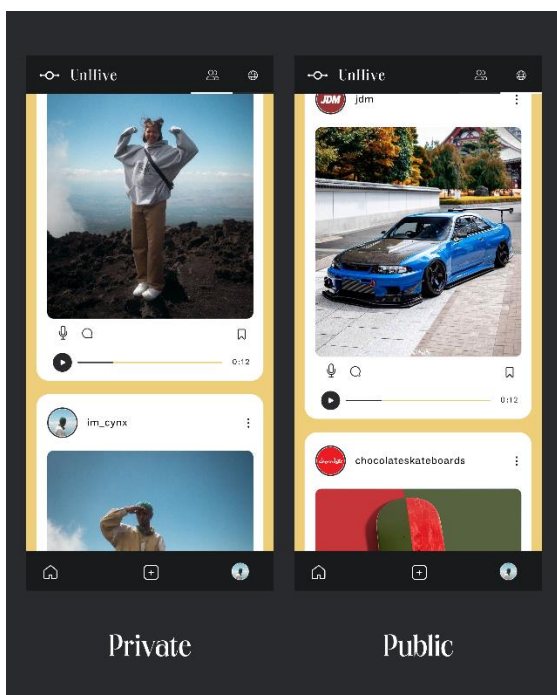 Unllive
0:12
im_cynx
Private
Unllive
JDM jdm
0:12
chocolateskateboards
Public